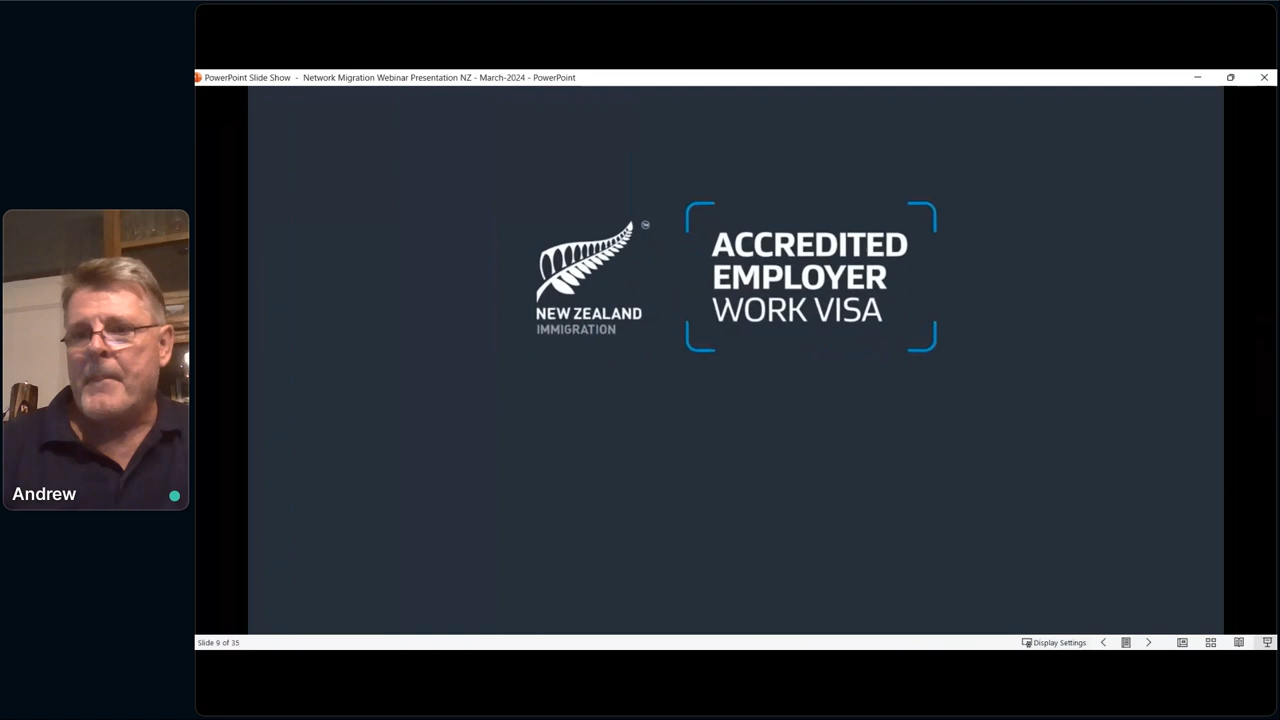 PowerPoint Slide Show - Network Migration Webinar Presentation NZ - March-2024 - PowerPoint
NEW ZEALAND
IMMIGRATION
TM
ACCREDITED
EMPLOYER
WORK VISA
Andrew
Slide 9 of 35
Display Settings